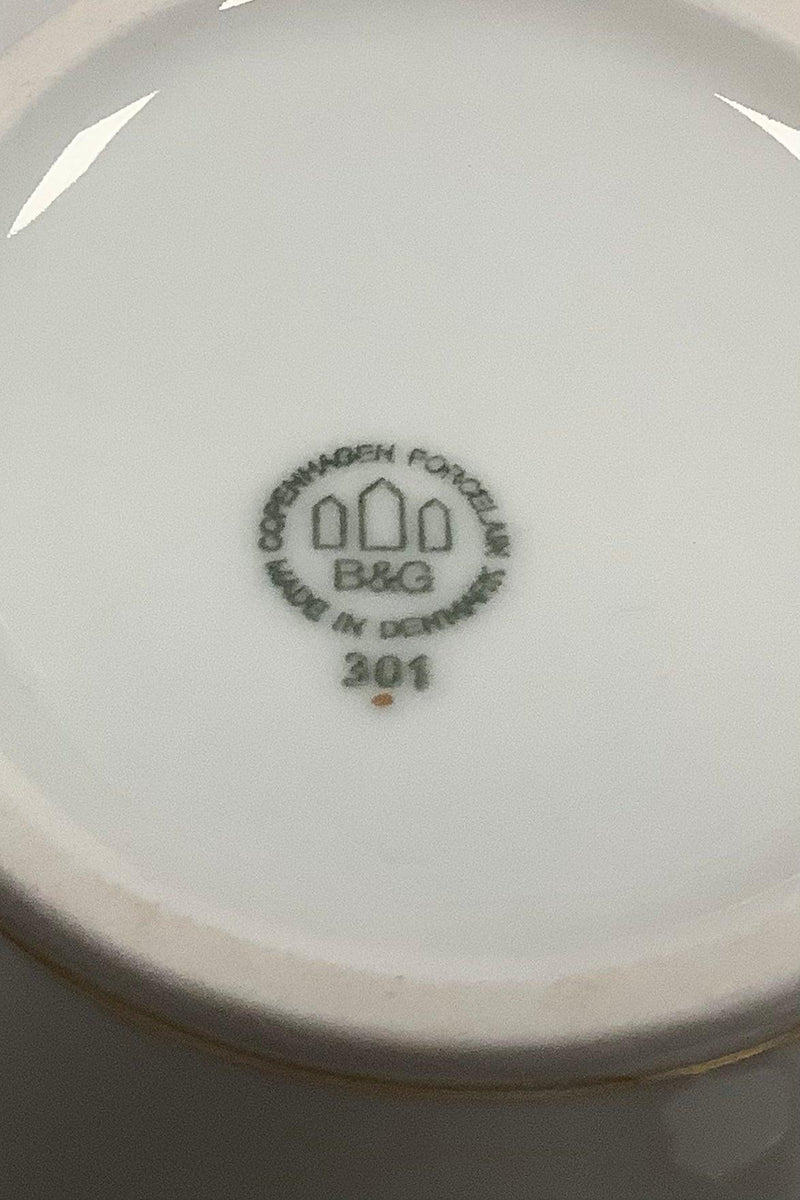 COPENHAGEN PORCELAIN
B&G
MADE IN DENMARK
301